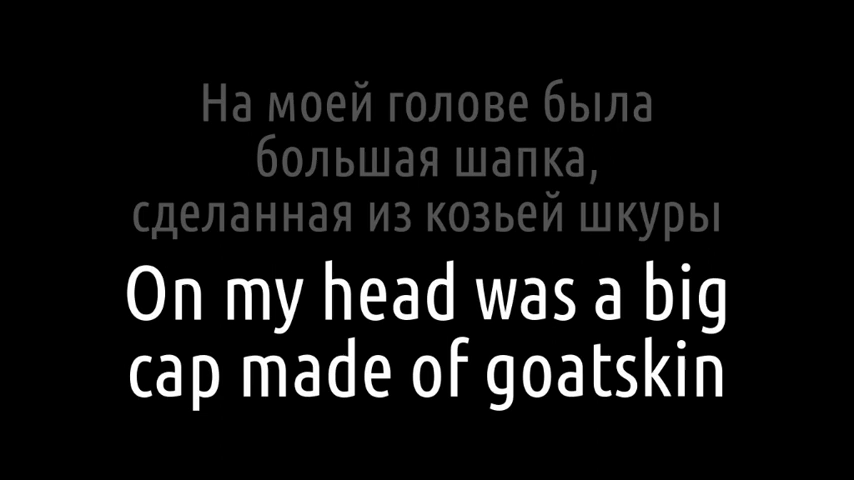 На моей голове была
большая шапка,
сделанная из козьей шкуры
On my head was a big
cap made of goatskin